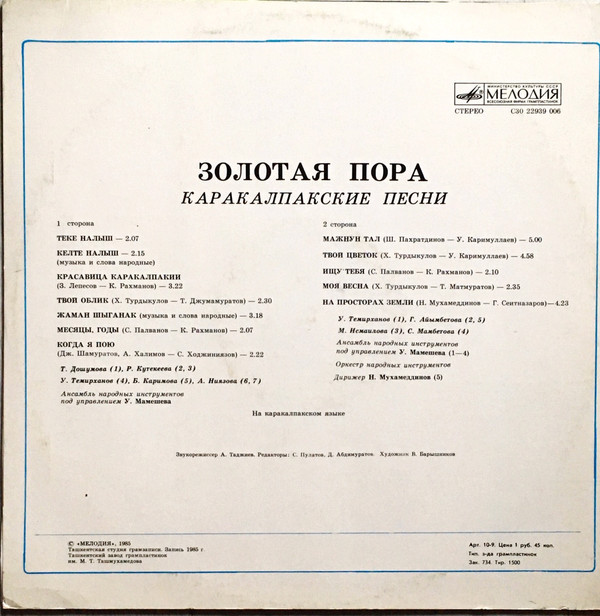 МИНИСТЕРСТВО КУЛЬТУРЫ СССР
МЕЛОДИЯ
ВСЕСОЮЗНАЯ ФИРМА ГРАМПЛАСТИНОК
СТЕРЕО С30 22939 006
ЗОЛОТАЯ ПОРА
КАРАКАЛПАКСКИЕ ПЕСНИ
1 сторона
ТЕКЕ НАЛЫШ — 2.07
КЕЛТЕ НАЛЫШ — 2.15
(музыка и слова народные)
КРАСАВИЦА КАРАКАЛПАКИИ
(З. Лепесов — К. Рахманов) — 3.22
ТВОЙ ОБЛИК (Х. Турдыкулов — Т. Джумамуратов) — 2.30
ЖАМАН ШЫГАНАК (музыка и слова народные) — 3.18
МЕСЯЦЫ, ГОДЫ (С. Палванов — К. Рахманов) — 2.07
КОГДА Я ПОЮ
(Дж. Шамуратов, А. Халимов — С. Ходжиниязов) — 2.22
Т. Дошумова (1), Р. Кутекеева (2, 3)
У. Темирханов (4), Б. Каримова (5), А. Ниязова (6, 7)
Ансамбль народных инструментов
под управлением У. Мамешева
2 сторона
МАЖНУН ТАЛ (Ш. Пахратдинов — У. Каримуллаев) — 5.00
ТВОЙ ЦВЕТОК (Х. Турдыкулов — У. Каримуллаев) — 4.58
ИЩУ ТЕБЯ (С. Палванов — К. Рахманов) — 2.10
МОЯ ВЕСНА (Х. Турдыкулов — Т. Матмуратов) — 2.35
НА ПРОСТОРАХ ЗЕМЛИ (Н. Мухамеддинов — Г. Сеитназаров)—4.23
У. Темирханов (1), Г. Айымбетова (2, 5)
М. Исмаилова (3), С. Мамбетова (4)
Ансамбль народных инструментов
под управлением У. Мамешева (1—4)
Оркестр народных инструментов
Дирижер Н. Мухамеддинов (5)
На каракалпакском языке
Звукорежиссер А. Таджиев. Редакторы: С. Пулатов, Д. Абдимуратов. Художник В. Барышников
© «МЕЛОДИЯ», 1985
Ташкентская студия грамзаписи. Запись 1985 г.
Ташкентский завод грампластинок
им. М. Т. Ташмухамедова
Арт. 10-9. Цена 1 руб. 45 коп.
Тип. з-да грампластинок
Зак. 734. Тир. 1500